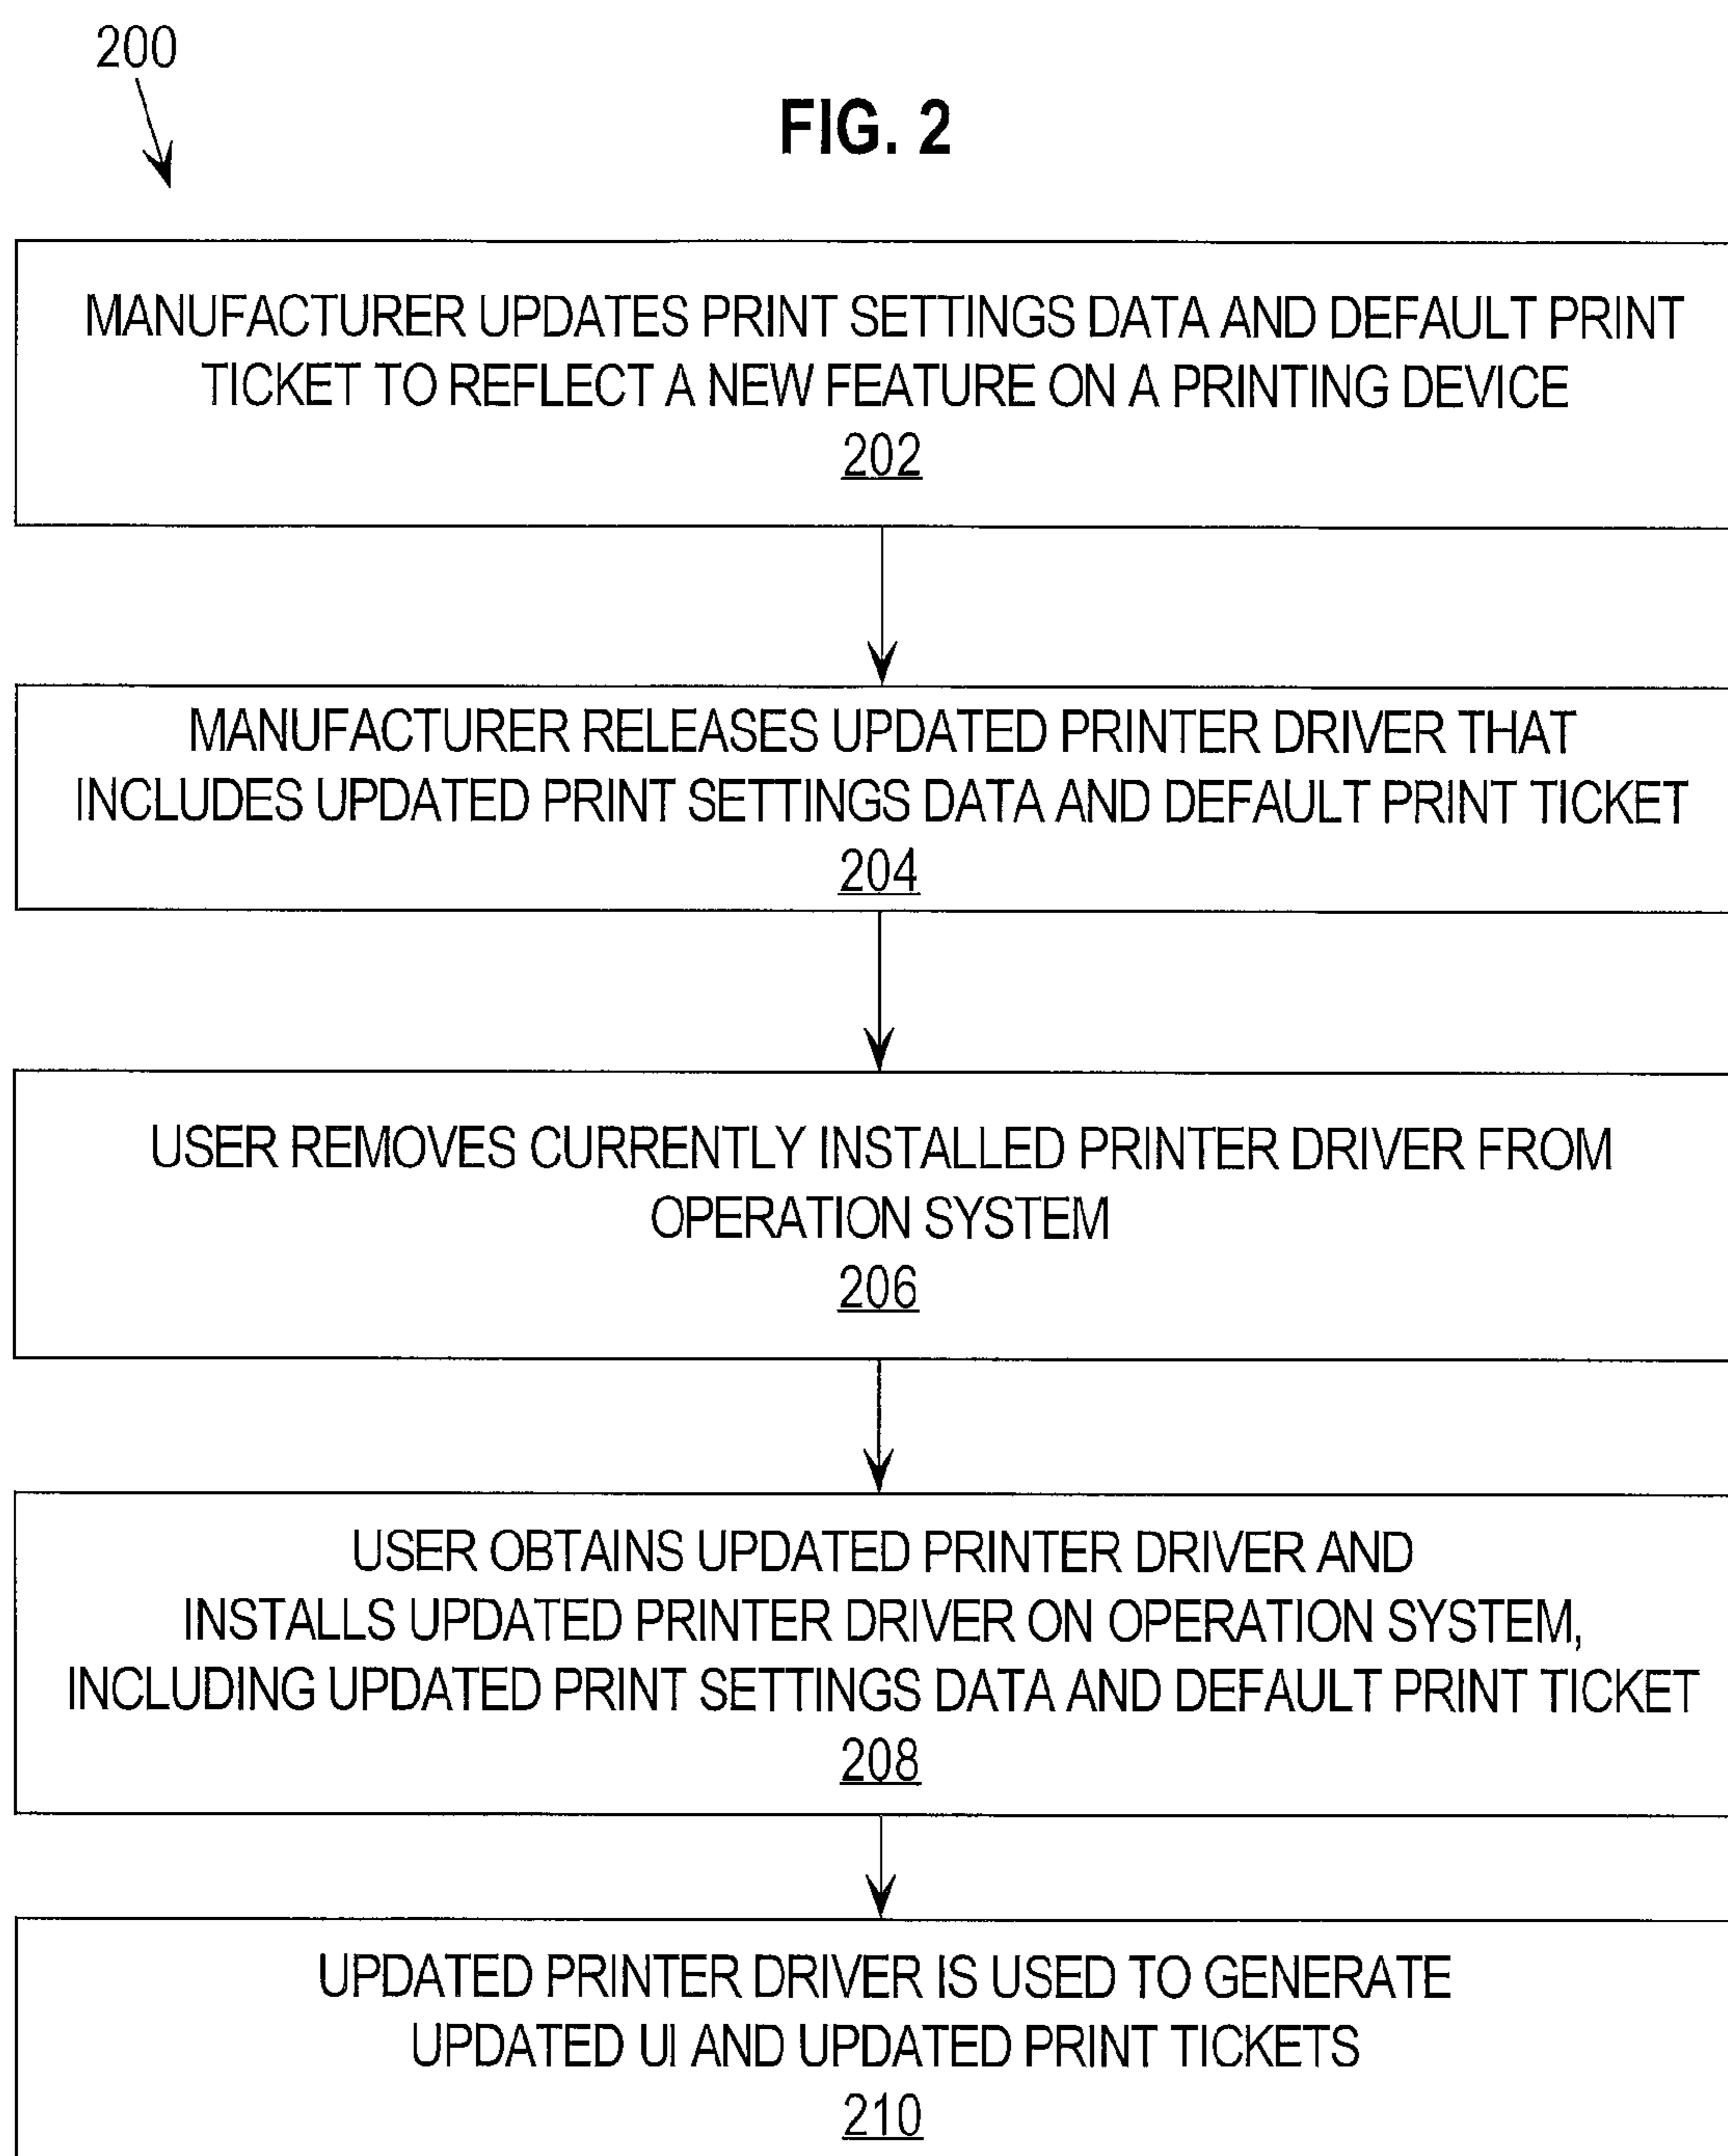 200
FIG. 2
MANUFACTURER UPDATES PRINT SETTINGS DATA AND DEFAULT PRINT
TICKET TO REFLECT A NEW FEATURE ON A PRINTING DEVICE
202
MANUFACTURER RELEASES UPDATED PRINTER DRIVER THAT
INCLUDES UPDATED PRINT SETTINGS DATA AND DEFAULT PRINT TICKET
204
USER REMOVES CURRENTLY INSTALLED PRINTER DRIVER FROM
OPERATION SYSTEM
206
USER OBTAINS UPDATED PRINTER DRIVER AND
INSTALLS UPDATED PRINTER DRIVER ON OPERATION SYSTEM,
INCLUDING UPDATED PRINT SETTINGS DATA AND DEFAULT PRINT TICKET
208
UPDATED PRINTER DRIVER IS USED TO GENERATE
UPDATED UI AND UPDATED PRINT TICKETS
210